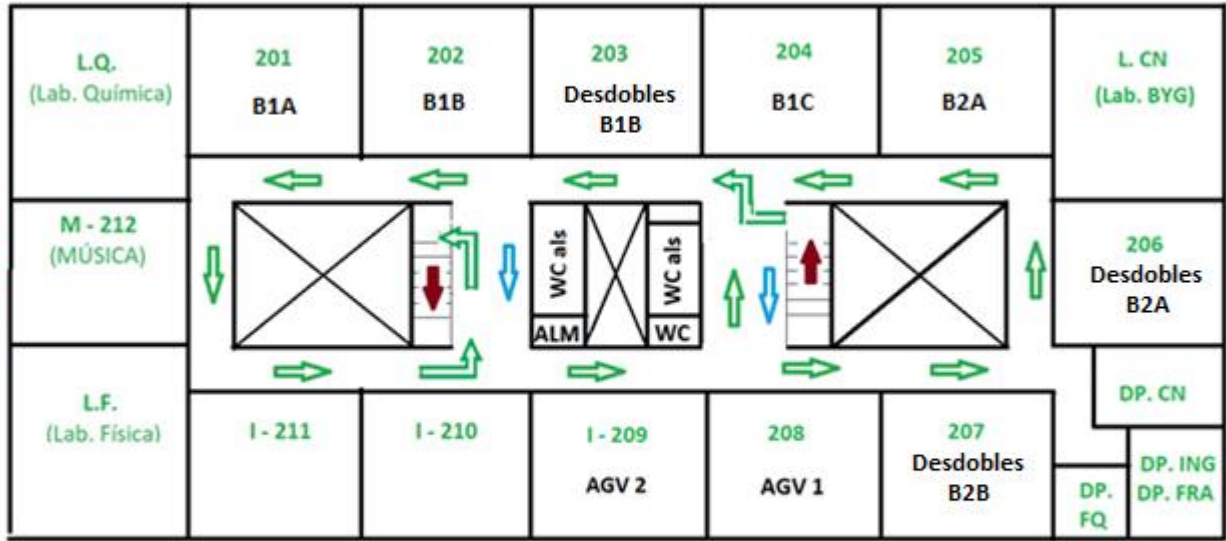 L.Q.
(Lab. Química)
201
B1A
202
B1B
203
Desdobles
B1B
204
B1C
205
B2A
L. CN
(Lab. BYG)
M - 212
(MÚSICA)
WC als
ALM
WC als
WC
206
Desdobles
B2A
DP. CN
L.F.
(Lab. Física)
I - 211
I - 210
I - 209
AGV 2
208
AGV 1
207
Desdobles
B2B
DP.
FQ
DP. ING
DP. FRA